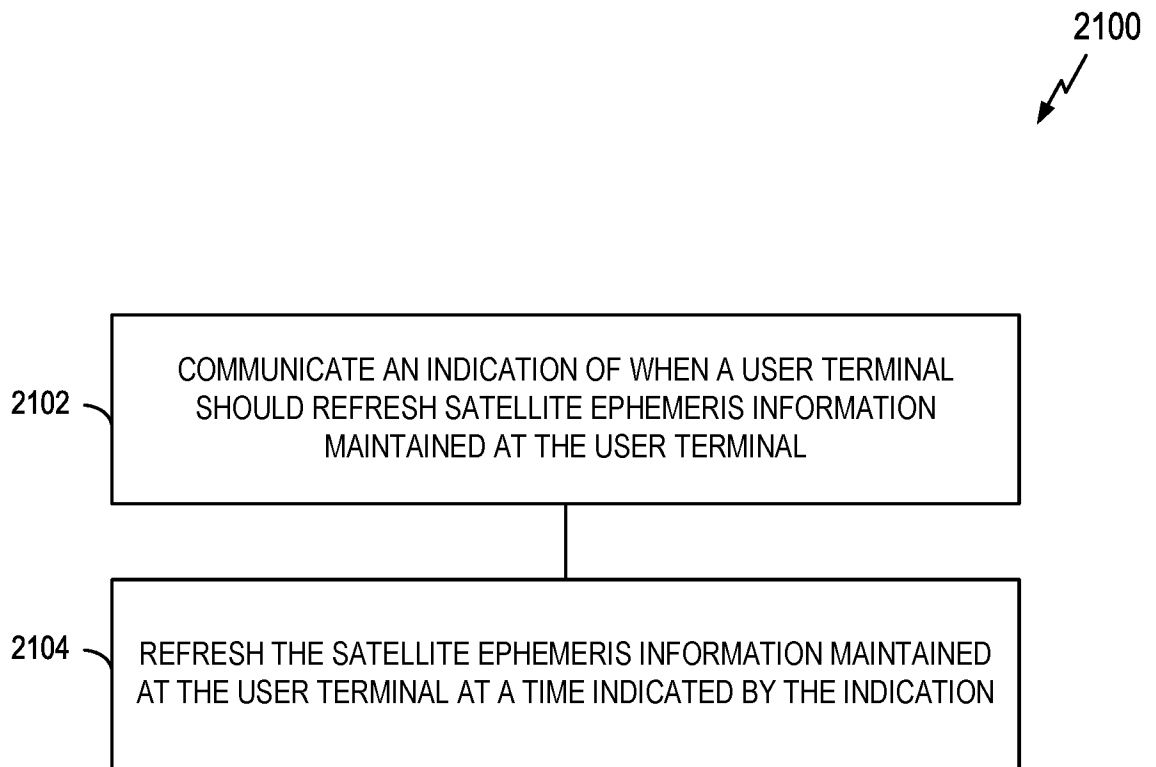 2100
2102
COMMUNICATE AN INDICATION OF WHEN A USER TERMINAL
SHOULD REFRESH SATELLITE EPHEMERIS INFORMATION
MAINTAINED AT THE USER TERMINAL
2104
REFRESH THE SATELLITE EPHEMERIS INFORMATION MAINTAINED
AT THE USER TERMINAL AT A TIME INDICATED BY THE INDICATION